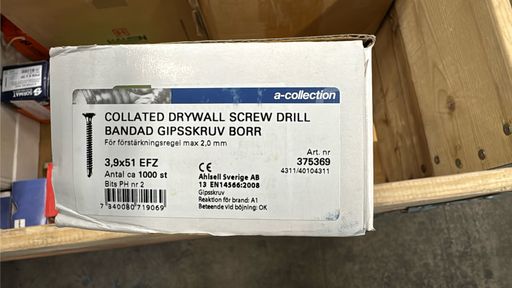 a-collection
COLLATED DRYWALL SCREW DRILL
BANDAD GIPSSKRUV BORR
För förstärkningsregel max 2,0 mm
Art. nr
3,9x51 EFZ
375369
Antal ca 1000 st
4311/40104311
Bits PH nr 2
CE
Ahlsell Sverige AB
13 EN14566:2008
Gipsskruv
Reaktion för brand: A1
Beteende vid böjning: OK
7 340080 719069